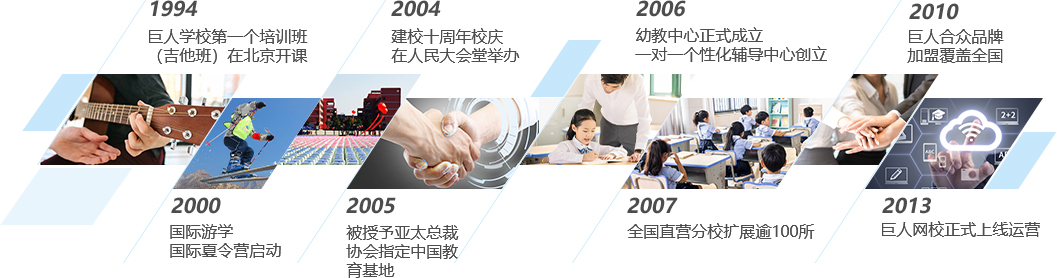 1994
巨人学校第一个培训班
（吉他班）在北京开课
2004
建校十周年校庆
在人民大会堂举办
2006
幼教中心正式成立
一对一个性化辅导中心创立
2010
巨人合众品牌
加盟覆盖全国
2+2
ABC
2000
国际游学
国际夏令营启动
2005
被授予亚太总裁
协会指定中国教
育基地
2007
全国直营分校扩展逾100所
2013
巨人网校正式上线运营